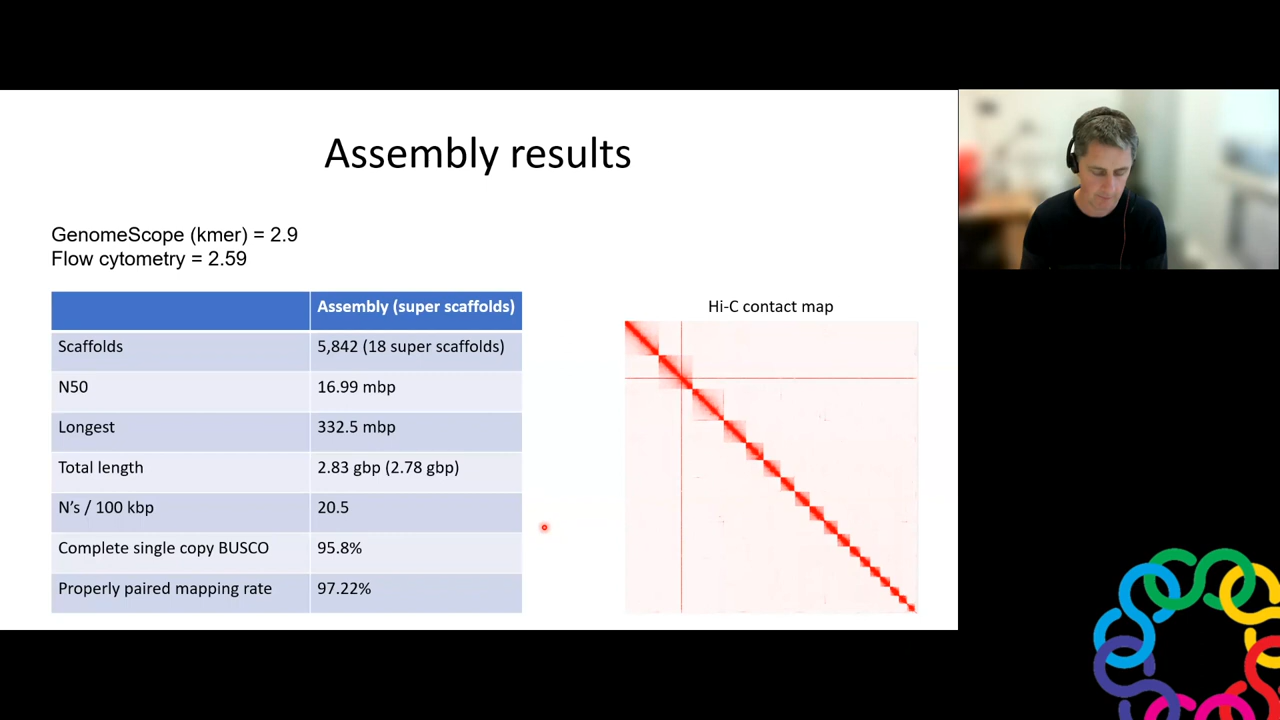 Assembly results
GenomeScope (kmer) = 2.9
Flow cytometry = 2.59
Assembly (super scaffolds)
Scaffolds 5,842 (18 super scaffolds)
N50 16.99 mbp
Longest 332.5 mbp
Total length 2.83 gbp (2.78 gbp)
N's / 100 kbp 20.5
Complete single copy BUSCO 95.8%
Properly paired mapping rate 97.22%
Hi-C contact map